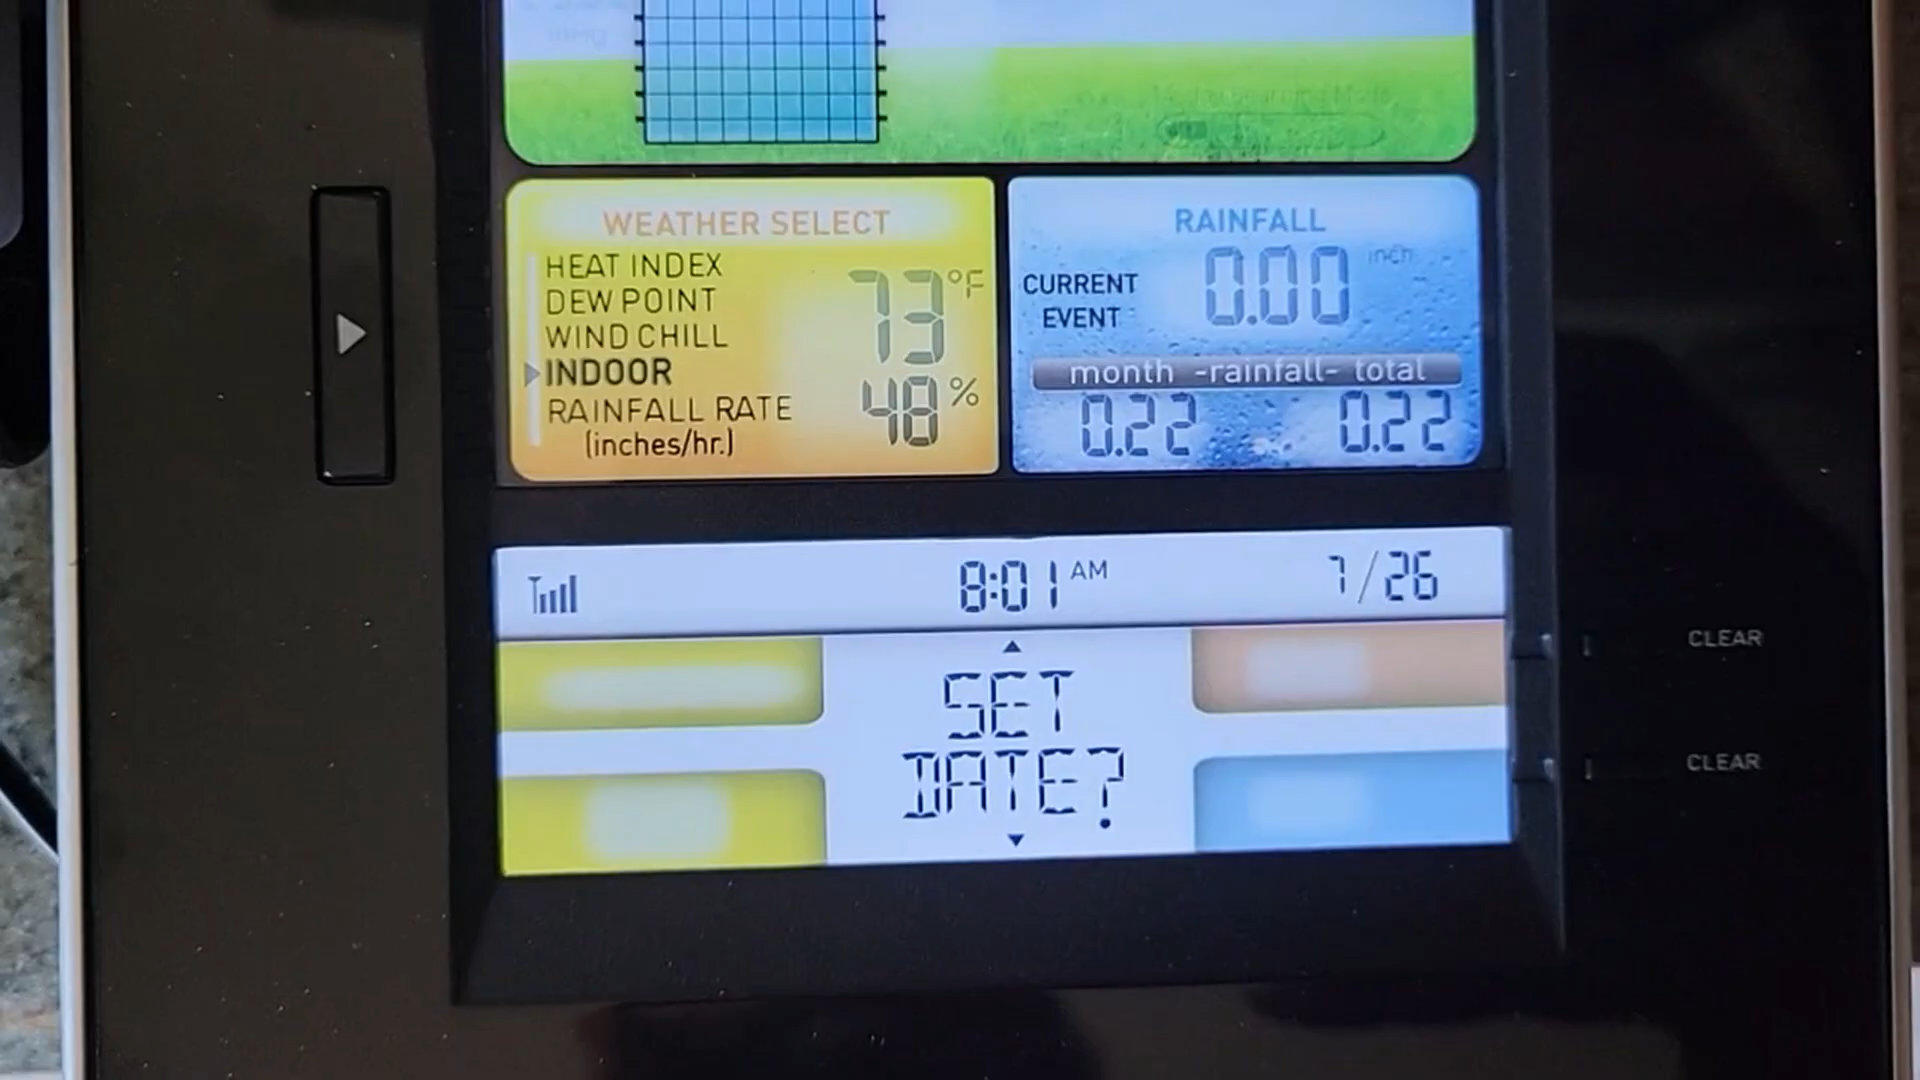 WEATHER SELECT
HEAT INDEX
DEW POINT
WIND CHILL
INDOOR
RAINFALL RATE
(inches/hr.)
73°F
48%
RAINFALL
CURRENT
EVENT
0.00 inch
month -rainfall- total
0.22 0.22
8:01 AM 7/26
SET
DATE?
CLEAR
CLEAR